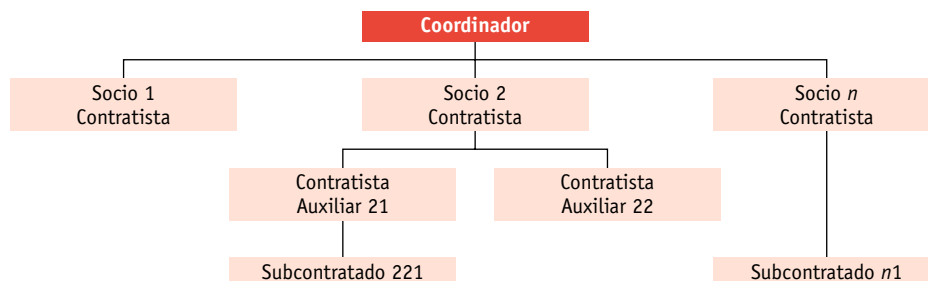 Coordinador
Socio 1
Contratista
Socio 2
Contratista
Socio n
Contratista
Contratista
Auxiliar 21
Contratista
Auxiliar 22
Subcontratado 221
Subcontratado n1